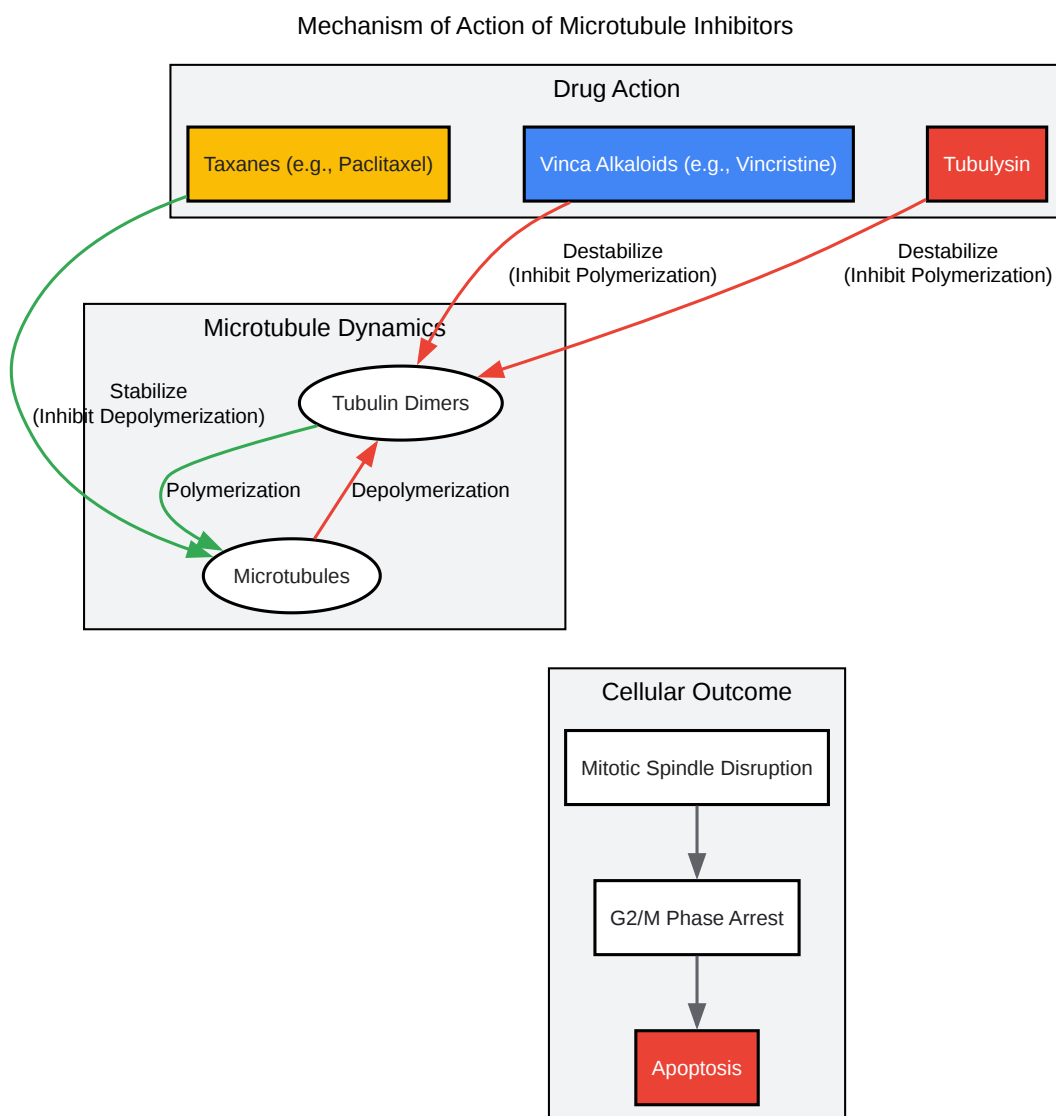 Mechanism of Action of Microtubule Inhibitors
Drug Action
Taxanes (e.g., Paclitaxel)
Vinca Alkaloids (e.g., Vincristine)
Tubulysin
Destabilize
(Inhibit Polymerization)
Destabilize
(Inhibit Polymerization)
Microtubule Dynamics
Stabilize
(Inhibit Depolymerization)
Tubulin Dimers
Polymerization
Depolymerization
Microtubules
Cellular Outcome
Mitotic Spindle Disruption
G2/M Phase Arrest
Apoptosis